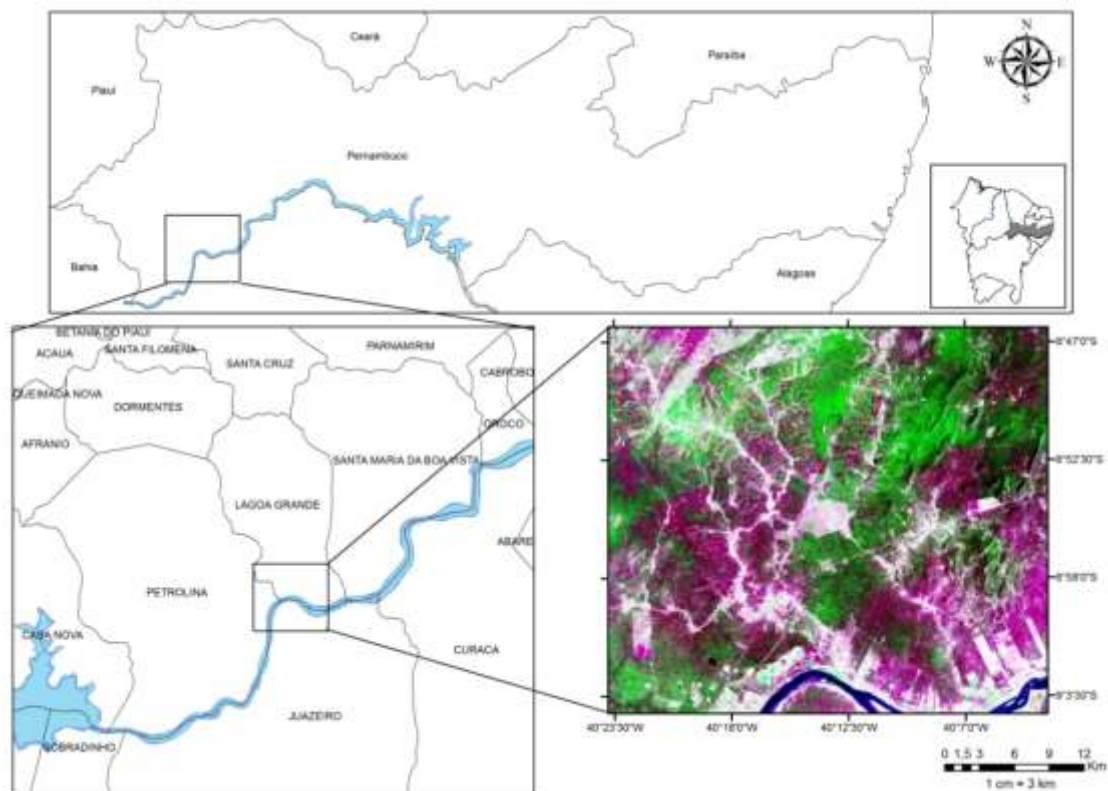 Ceará
Paraíba
N
W E
S
Piauí
Pernambuco
Bahia
Alagoas
BETANIA DO PIAUI
SANTA FILOMENA
PARNAMIRIM
ACAUA
SANTA CRUZ
CABROBO
QUEIMADA NOVA
DORMENTES
OROCO
AFRANIO
SANTA MARIA DA BOA VISTA
LAGOA GRANDE
ABARE
PETROLINA
CASA NOVA
CURACA
JUAZEIRO
SOBRADINHO
8°47'0"S
8°52'30"S
8°58'0"S
9°3'30"S
40°23'30"W 40°18'0"W 40°12'30"W 40°7'0"W
0 1,5 3 6 9 12
Km
1 cm = 3 km